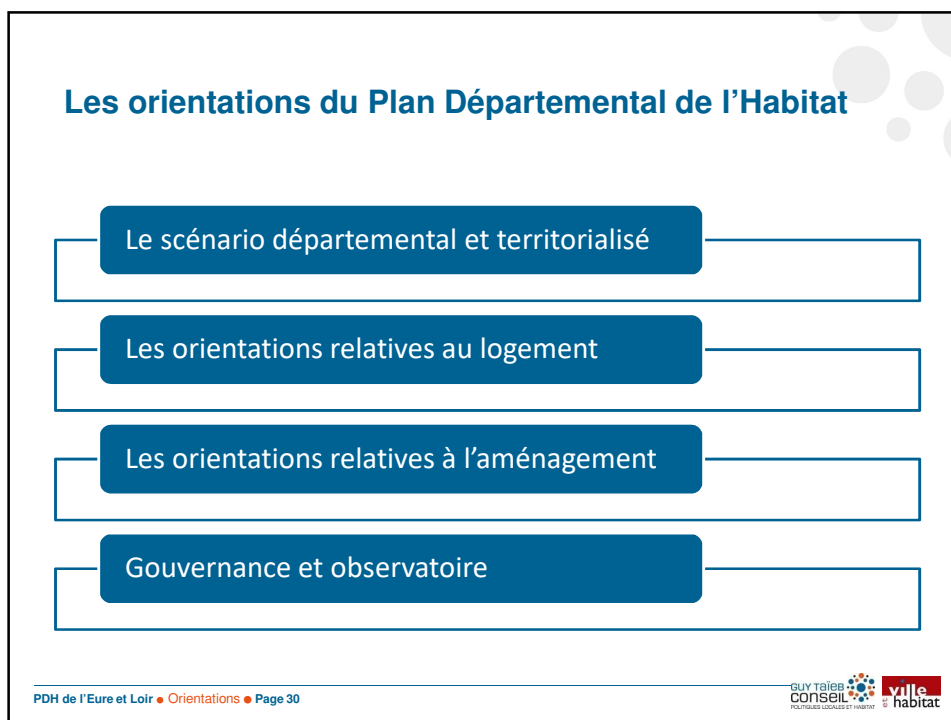 Les orientations du Plan Départemental de l’Habitat
Le scénario départemental et territorialisé
Les orientations relatives au logement
Les orientations relatives à l’aménagement
Gouvernance et observatoire
PDH de l'Eure et Loir ● Orientations ● Page 30
GUY TaïeB
CONSEIL
POLITIQUES LOCALES ET HABITAT
ville
et habitat